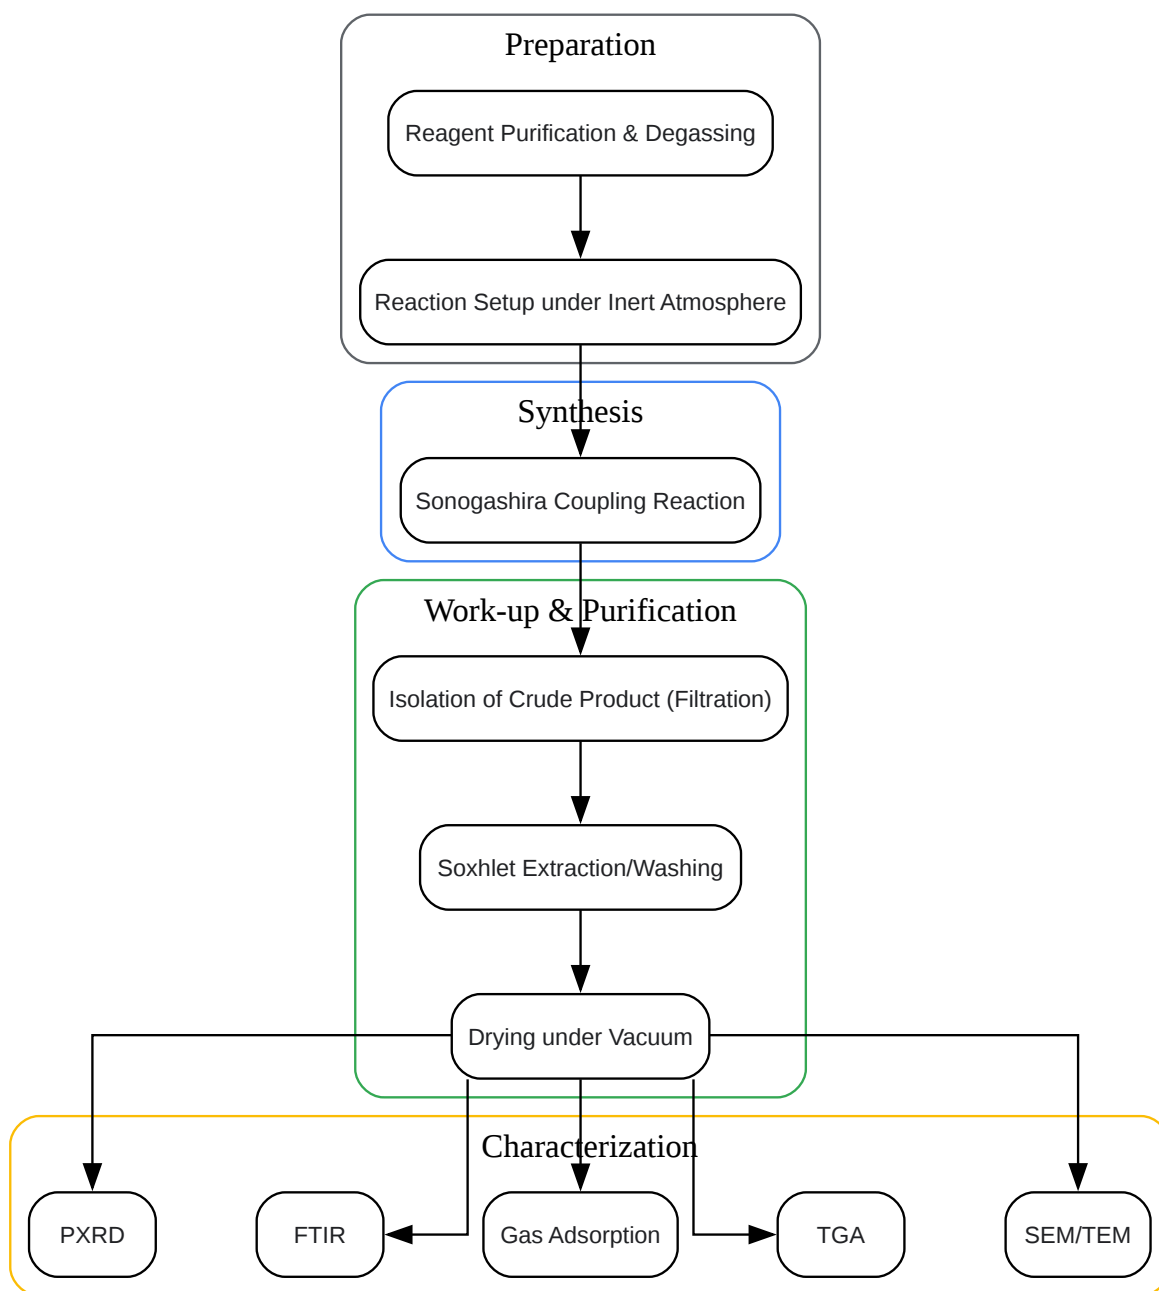 Preparation
Reagent Purification & Degassing
Reaction Setup under Inert Atmosphere
Synthesis
Sonogashira Coupling Reaction
Work-up & Purification
Isolation of Crude Product (Filtration)
Soxhlet Extraction/Washing
Drying under Vacuum
Characterization
PXRD
FTIR
Gas Adsorption
TGA
SEM/TEM